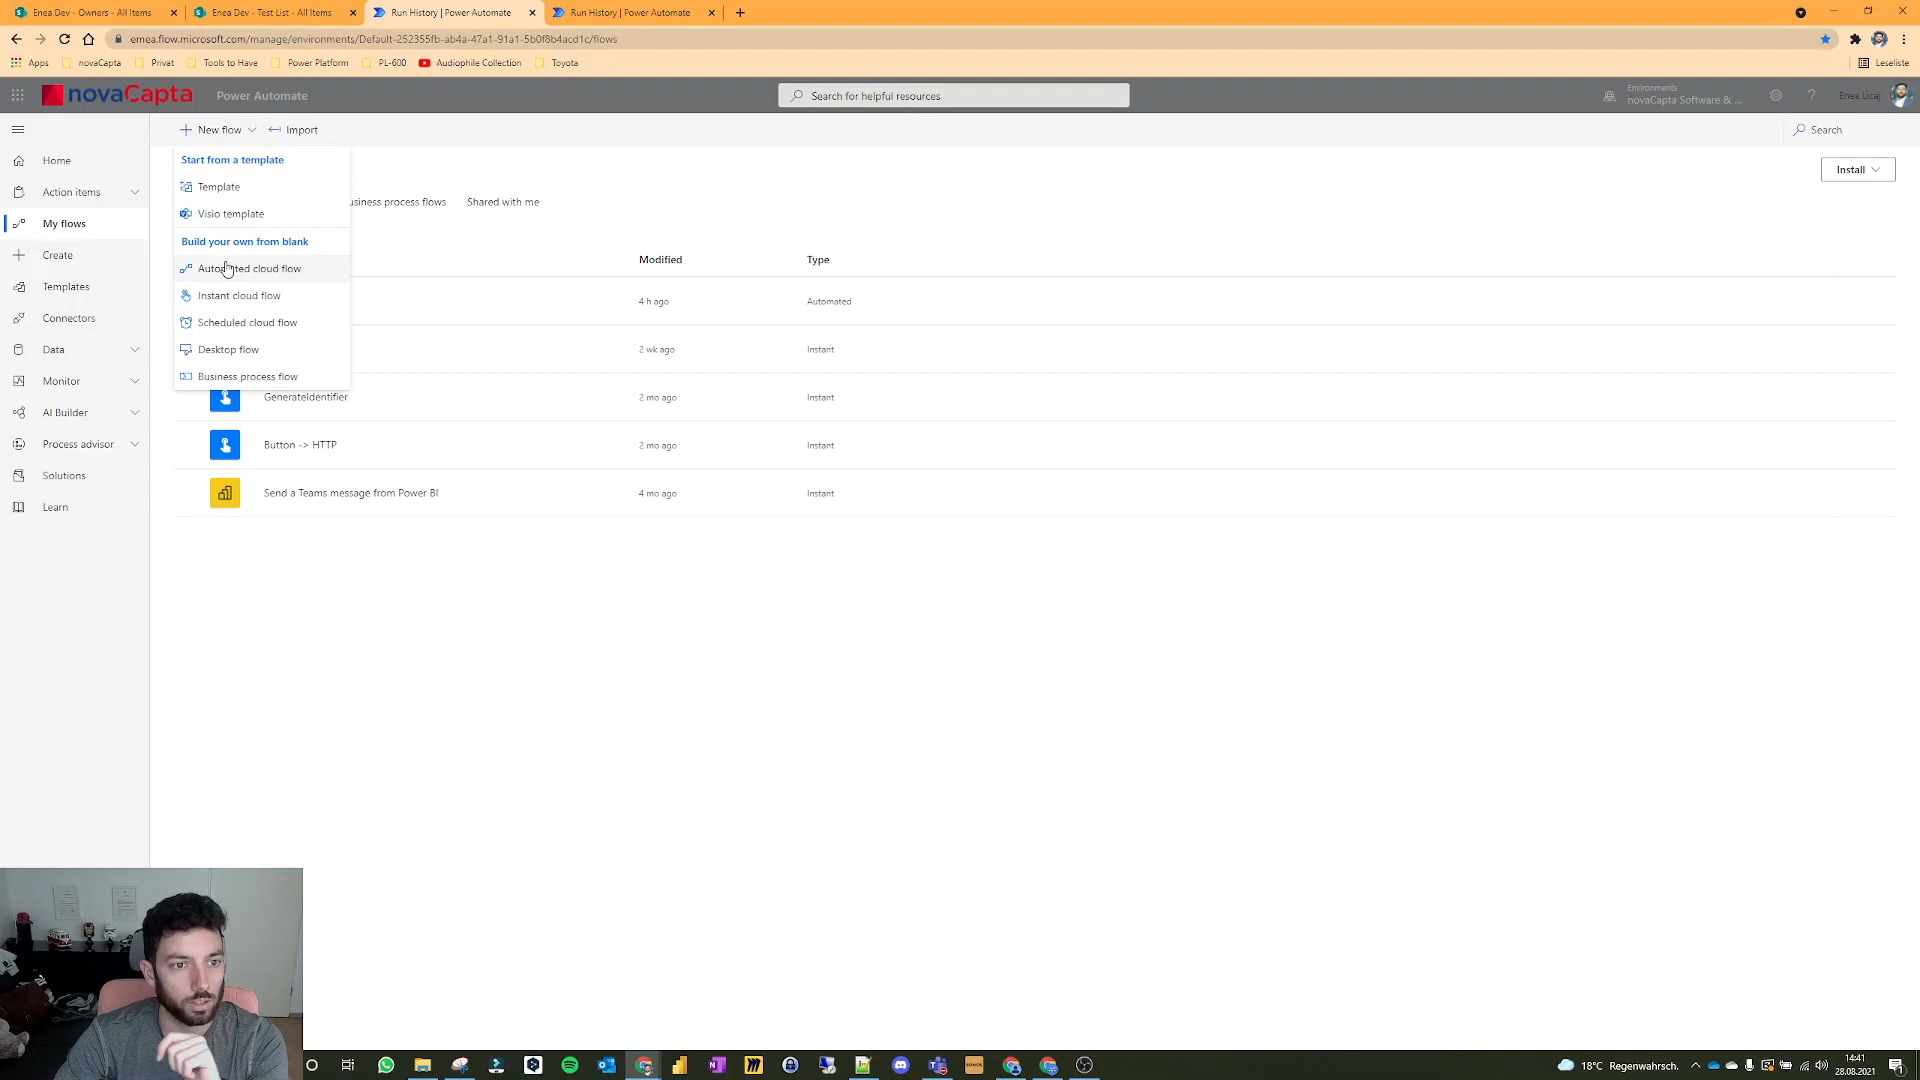 Enea Dev - Owners - All Items
Enea Dev - Test List - All Items
Run History | Power Automate
Run History | Power Automate
emea.flow.microsoft.com/manage/environments/Default-252355fb-ab4a-47a1-91a1-5b0f8b4acd1c/flows
Apps
novaCapta
Privat
Tools to Have
Power Platform
PL-600
Audiophile Collection
Toyota
Leseliste
novaCapta
Power Automate
Search for helpful resources
Environments
novaCapta Software & ...
Enea Licaj
New flow
Import
Search
Start from a template
Template
Visio template
Build your own from blank
Automated cloud flow
Instant cloud flow
Scheduled cloud flow
Desktop flow
Business process flow
Home
Action items
My flows
Create
Templates
Connectors
Data
Monitor
AI Builder
Process advisor
Solutions
Learn
Install
usiness process flows
Shared with me
Modified
Type
4 h ago
Automated
2 wk ago
Instant
GenerateIdentifier
2 mo ago
Instant
Button -> HTTP
2 mo ago
Instant
Send a Teams message from Power BI
4 mo ago
Instant
SONOS
18°C Regenwahrsch.
14:41
28.08.2021